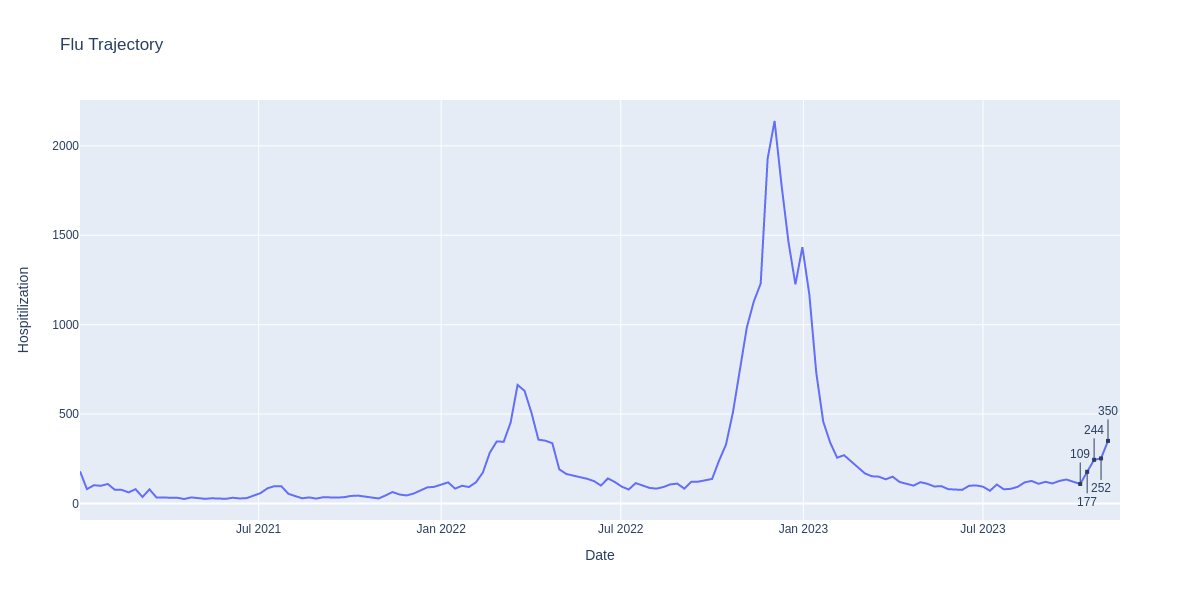 Flu Trajectory
2000
1500
1000
500
0
Hospitilization
350
244
109
252
177
Jul 2021
Jan 2022
Jul 2022
Jan 2023
Jul 2023
Date